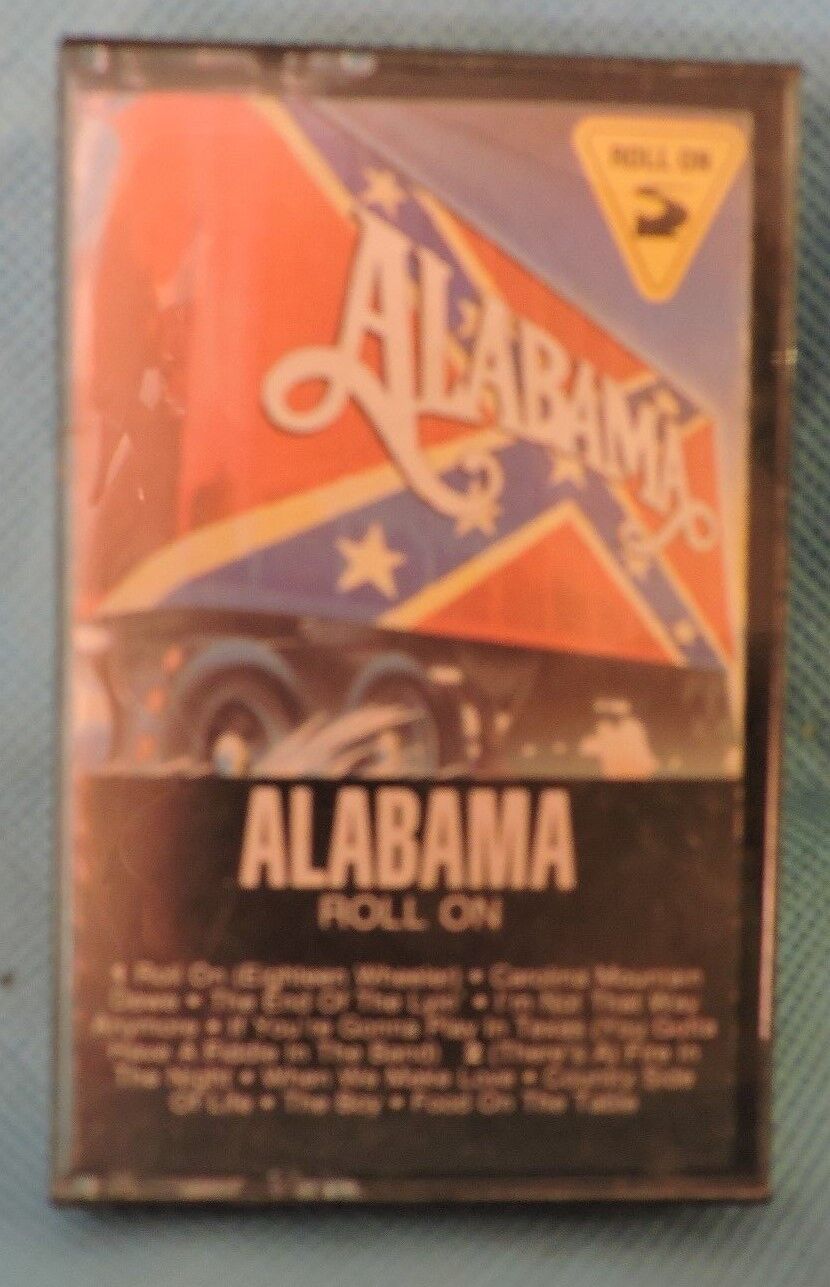 ROLL ON
ALABAMA
ALABAMA
ROLL ON
Roll On (Eighteen Wheeler) • Carolina Mountain
Dewe • The End Of The Lyin' • I'm Not That Way
Anymore • If You're Gonna Play In Texas (You Gotta
Have A Fiddle In The Band) (There's A) Fire In
The Night • When We Make Love • Country Side
Of Life • The Boy • Food On The Table